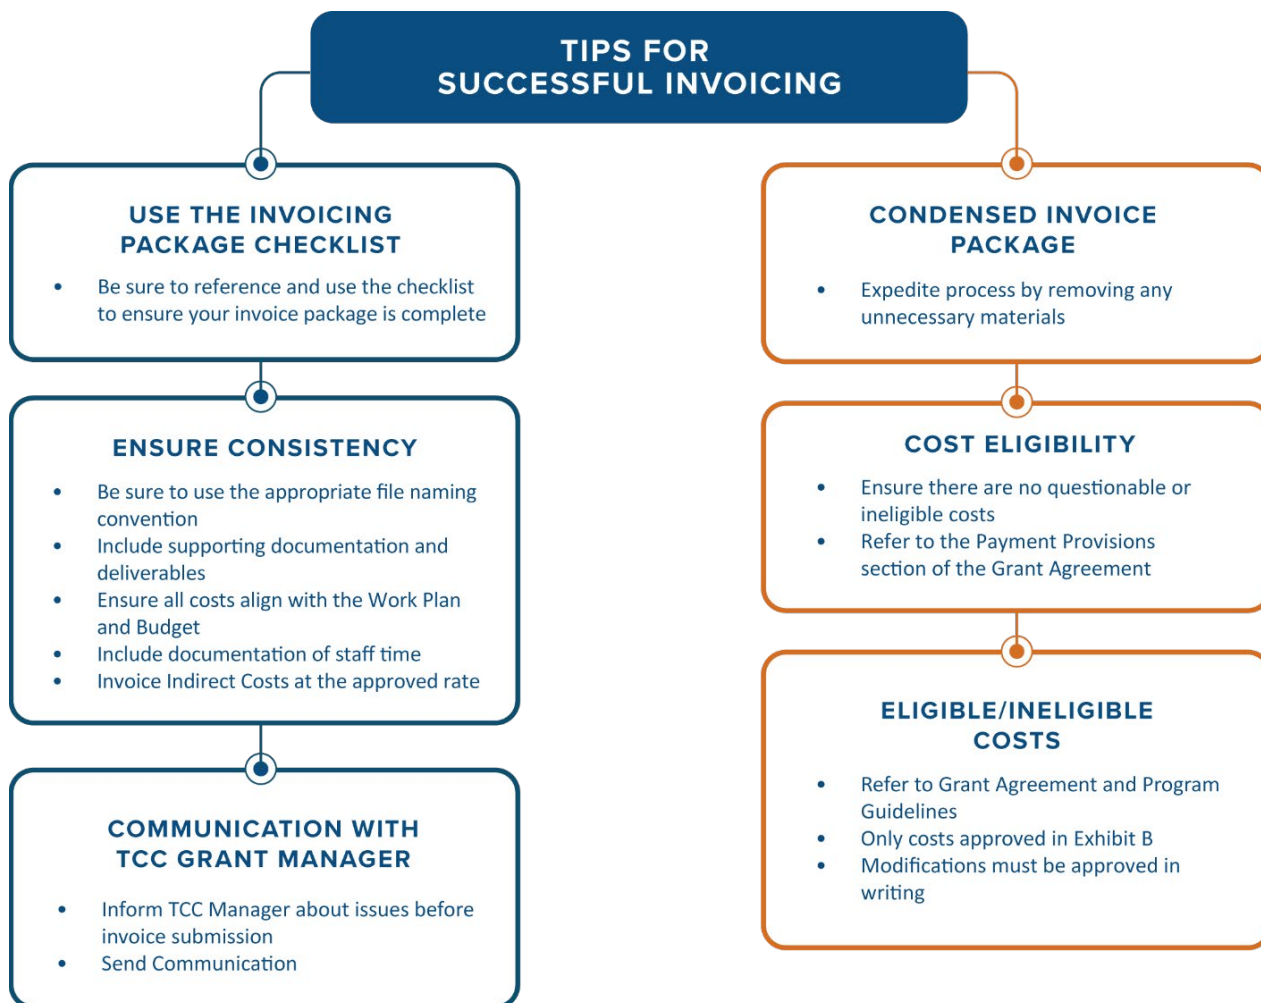 TIPS FOR
SUCCESSFUL INVOICING
USE THE INVOICING
PACKAGE CHECKLIST
• Be sure to reference and use the checklist
to ensure your invoice package is complete
ENSURE CONSISTENCY
• Be sure to use the appropriate file naming
convention
• Include supporting documentation and
deliverables
• Ensure all costs align with the Work Plan
and Budget
• Include documentation of staff time
• Invoice Indirect Costs at the approved rate
COMMUNICATION WITH
TCC GRANT MANAGER
• Inform TCC Manager about issues before
invoice submission
• Send Communication
CONDENSED INVOICE
PACKAGE
• Expedite process by removing any
unnecessary materials
COST ELIGIBILITY
• Ensure there are no questionable or
ineligible costs
• Refer to the Payment Provisions
section of the Grant Agreement
ELIGIBLE/INELIGIBLE
COSTS
• Refer to Grant Agreement and Program
Guidelines
• Only costs approved in Exhibit B
• Modifications must be approved in
writing